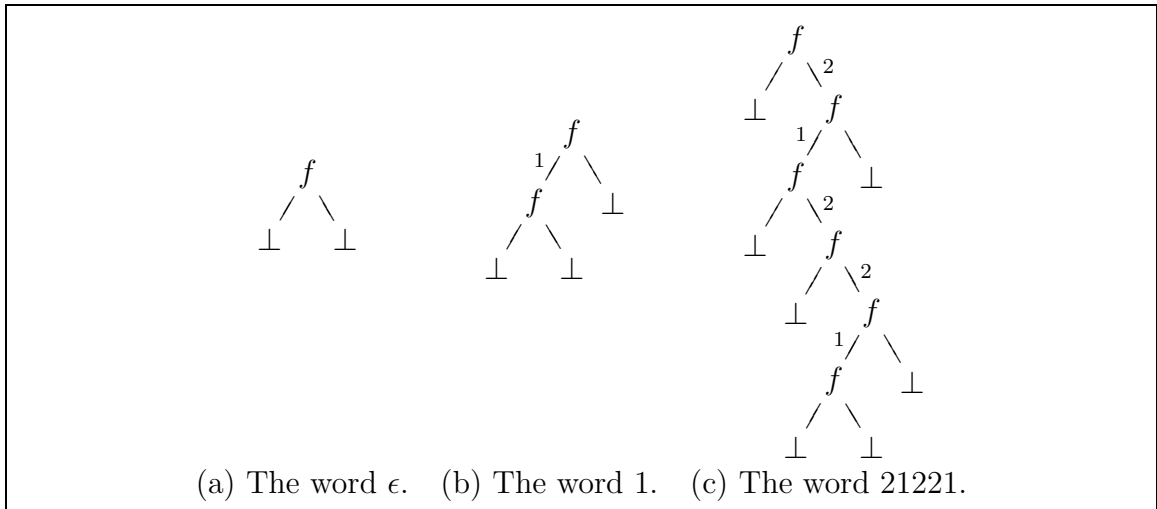 f
2
⊥ f
f 1
1 f ⊥
f f ⊥ ⊥ 2
⊥ ⊥ ⊥ ⊥ f
2
⊥ f
1
f ⊥
⊥ ⊥
(a) The word ϵ. (b) The word 1. (c) The word 21221.